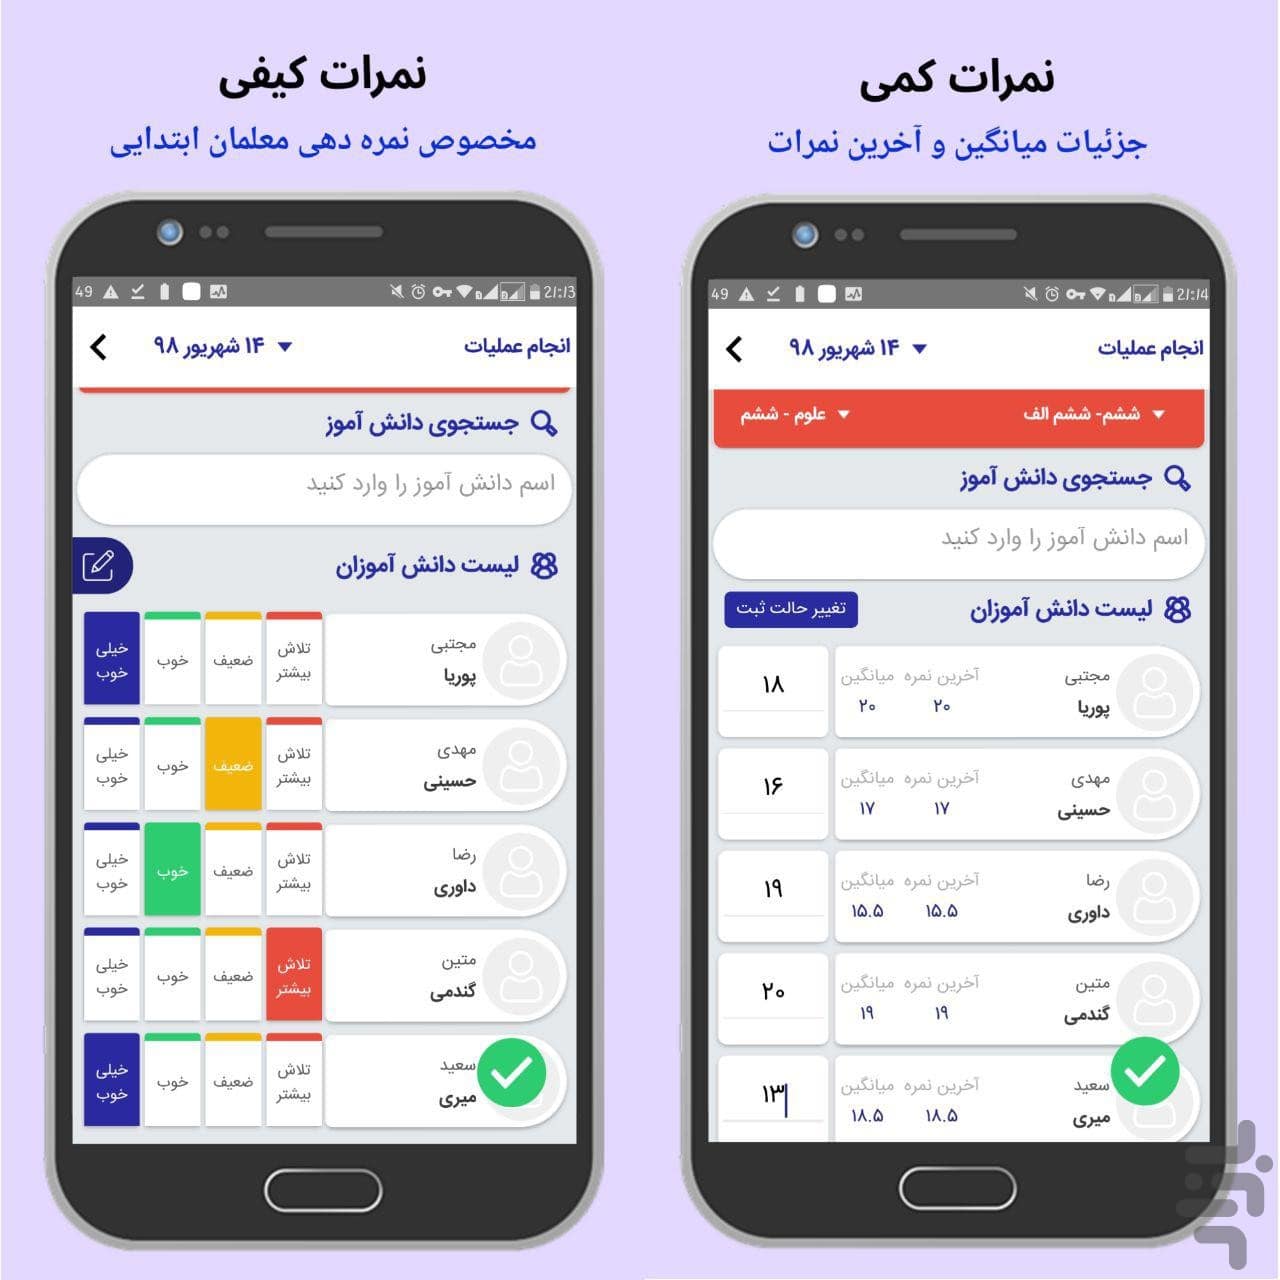 نمرات کیفی
مخصوص نمره دهی معلمان ابتدایی
49
21:13
انجام عملیات
۱۴ شهریور ۹۸
جستجوی دانش آموز
اسم دانش آموز را وارد کنید
لیست دانش آموزان
مجتبی
پوریا
تلاش بیشتر
ضعیف
خوب
خیلی خوب
مهدی
حسینی
تلاش بیشتر
ضعیف
خوب
خیلی خوب
رضا
داوری
تلاش بیشتر
ضعیف
خوب
خیلی خوب
متین
گندمی
تلاش بیشتر
ضعیف
خوب
خیلی خوب
سعید
میری
تلاش بیشتر
ضعیف
خوب
خیلی خوب
نمرات کمی
جزئیات میانگین و آخرین نمرات
49
21:14
انجام عملیات
۱۴ شهریور ۹۸
ششم- ششم الف
علوم - ششم
جستجوی دانش آموز
اسم دانش آموز را وارد کنید
لیست دانش آموزان
تغییر حالت ثبت
مجتبی
پوریا
آخرین نمره میانگین
۲۰ ۲۰
۱۸
مهدی
حسینی
آخرین نمره میانگین
۱۷ ۱۷
۱۶
رضا
داوری
آخرین نمره میانگین
۱۵.۵ ۱۵.۵
۱۹
متین
گندمی
آخرین نمره میانگین
۱۹ ۱۹
۲۰
سعید
میری
آخرین نمره میانگین
۱۸.۵ ۱۸.۵
۱۳
بازار